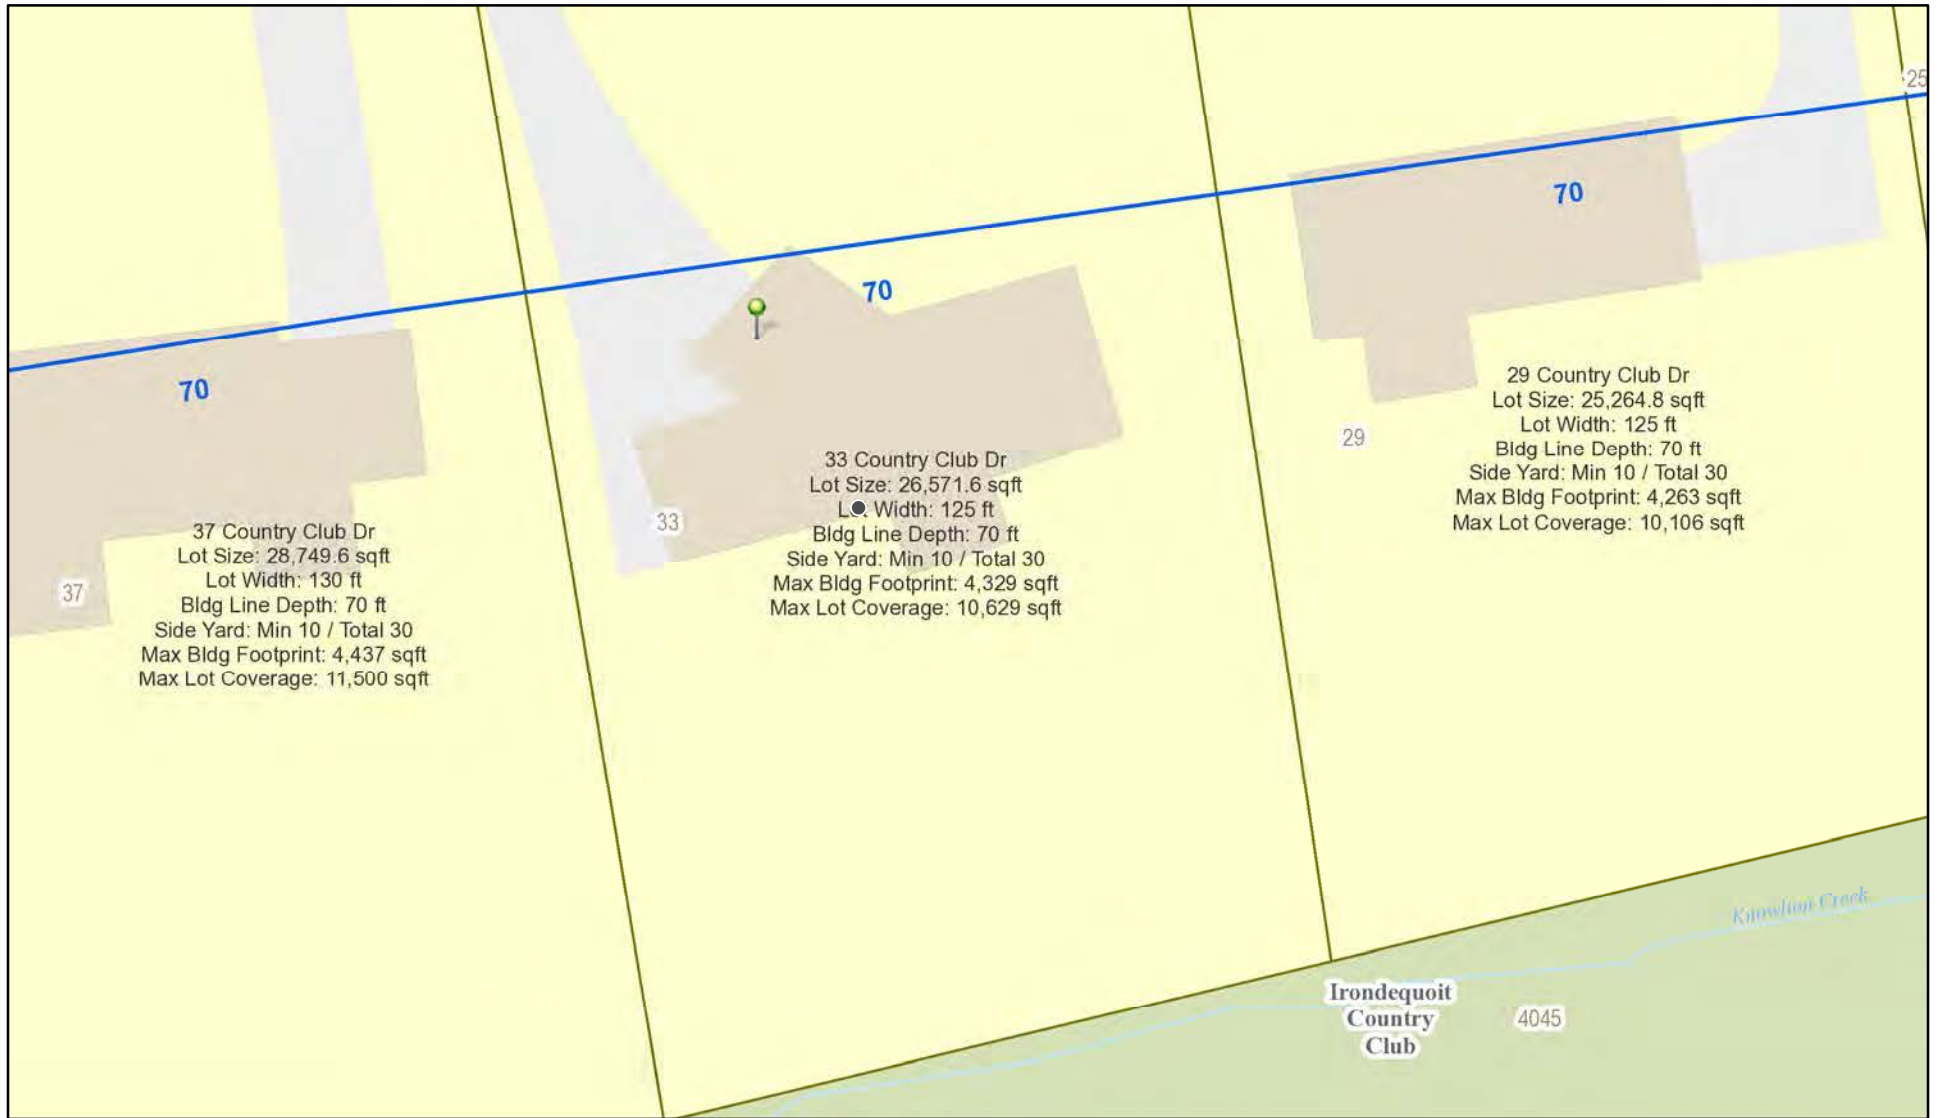 25
70
70
70
37 Country Club Dr
Lot Size: 28,749.6 sqft
Lot Width: 130 ft
Bldg Line Depth: 70 ft
Side Yard: Min 10 / Total 30
Max Bldg Footprint: 4,437 sqft
Max Lot Coverage: 11,500 sqft
37
33 Country Club Dr
Lot Size: 26,571.6 sqft
Lot Width: 125 ft
Bldg Line Depth: 70 ft
Side Yard: Min 10 / Total 30
Max Bldg Footprint: 4,329 sqft
Max Lot Coverage: 10,629 sqft
33
29 Country Club Dr
Lot Size: 25,264.8 sqft
Lot Width: 125 ft
Bldg Line Depth: 70 ft
Side Yard: Min 10 / Total 30
Max Bldg Footprint: 4,263 sqft
Max Lot Coverage: 10,106 sqft
29
Knowlton Creek
Irondequoit
Country
Club
4045